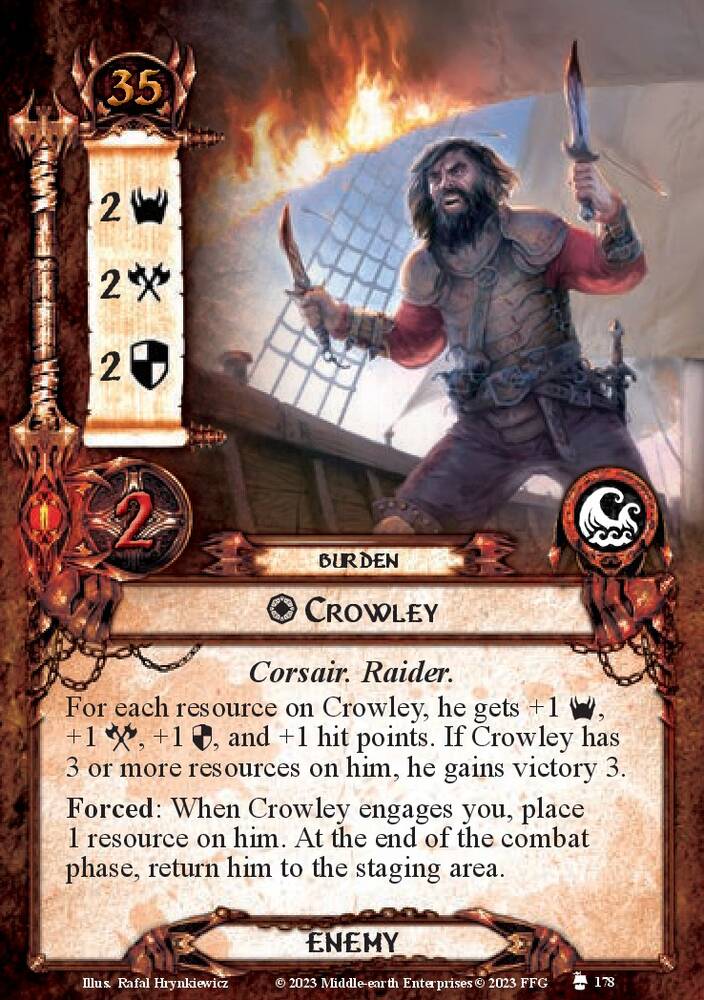 35
2
2
2
2
BURDEN
CROWLEY
Corsair. Raider.
For each resource on Crowley, he gets +1 ,
+1 , +1 , and +1 hit points. If Crowley has
3 or more resources on him, he gains victory 3.
Forced: When Crowley engages you, place
1 resource on him. At the end of the combat
phase, return him to the staging area.
ENEMY
Illus. Rafal Hrynkiewicz © 2023 Middle-earth Enterprises © 2023 FFG 178